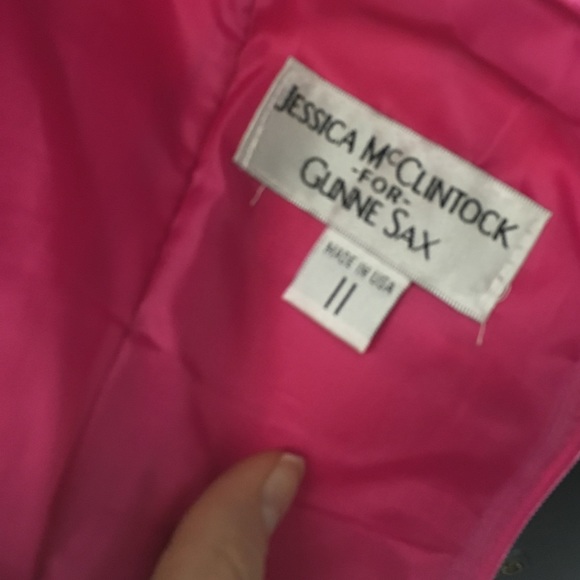 JESSICA McCLINTOCK
-FOR-
GUNNE SAX
MADE IN USA
11